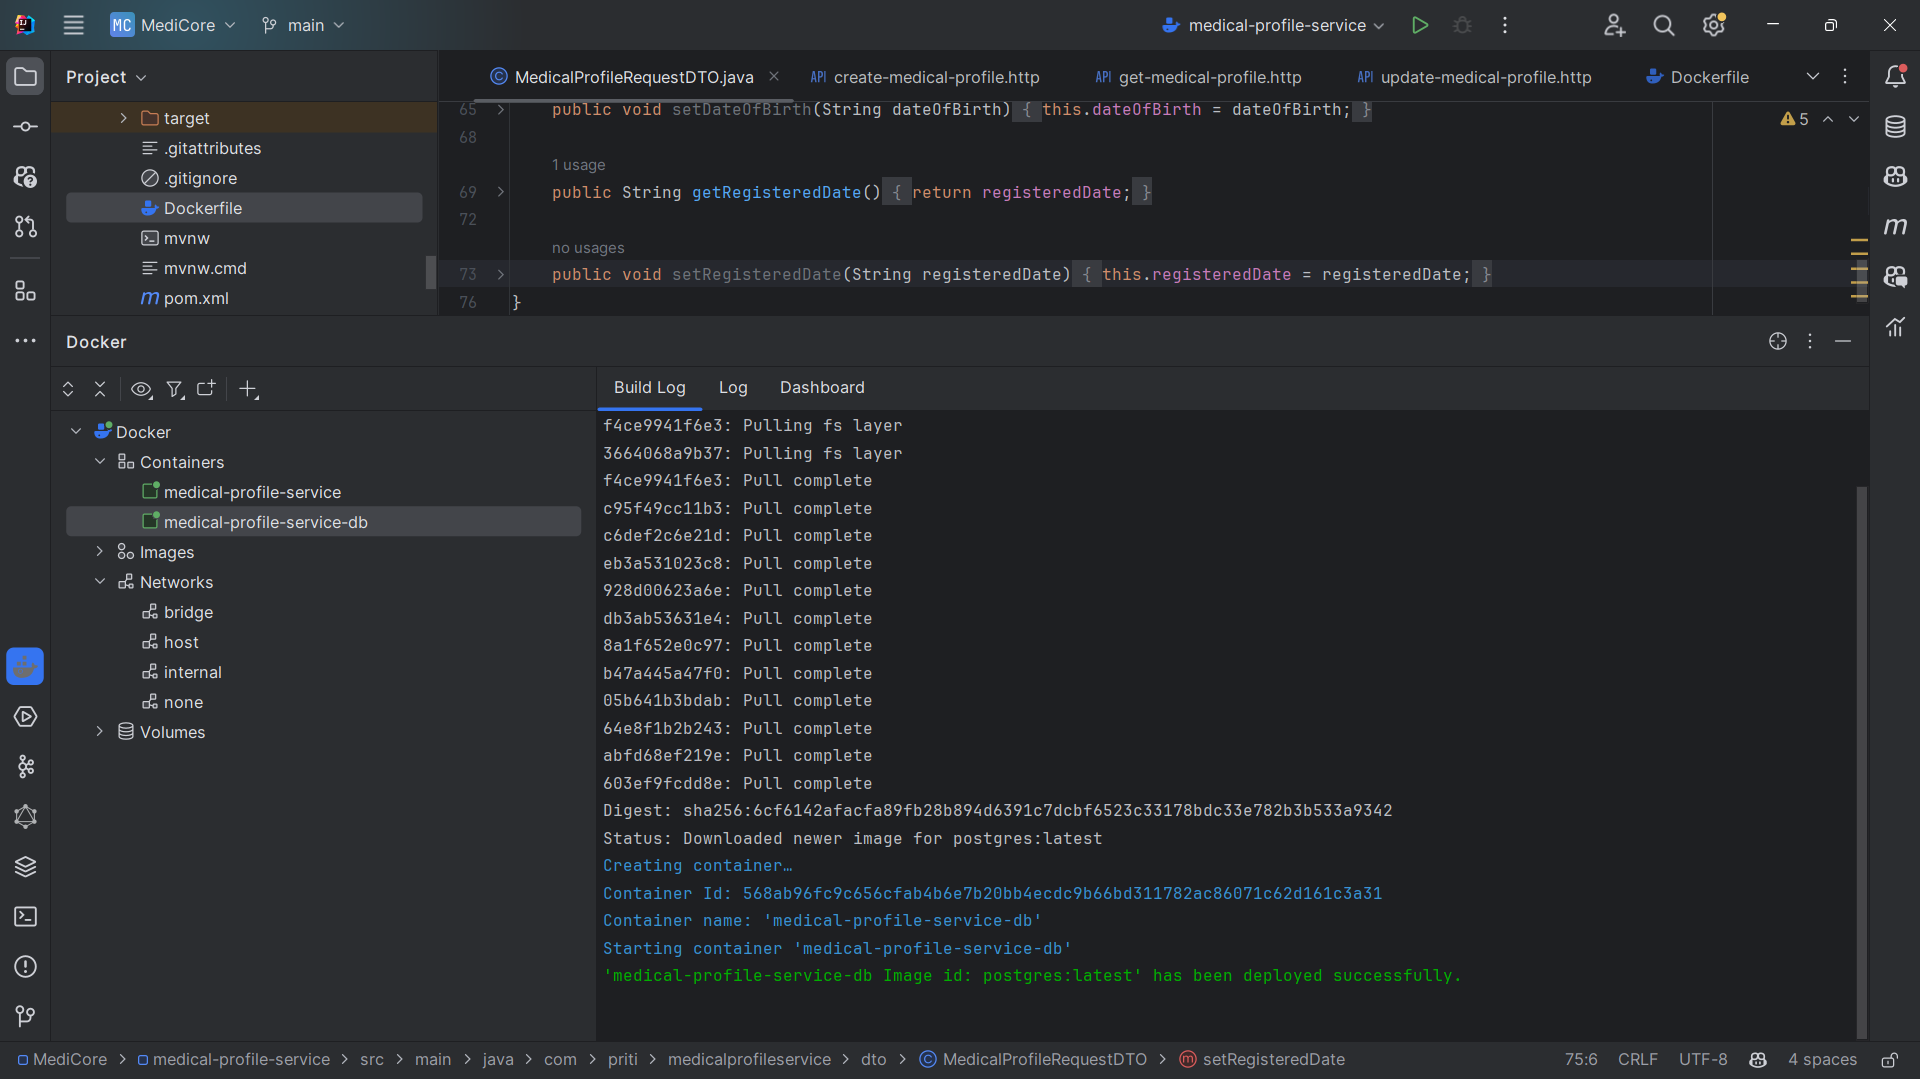 MC MediCore main medical-profile-service
Project
MedicalProfileRequestDTO.java API create-medical-profile.http API get-medical-profile.http API update-medical-profile.http Dockerfile
target
.gitattributes
.gitignore
Dockerfile
mvnw
mvnw.cmd
m pom.xml
65 public void setDateOfBirth(String dateOfBirth) { this.dateOfBirth = dateOfBirth; }
5
68
1 usage
69 public String getRegisteredDate() { return registeredDate; }
72
no usages
73 public void setRegisteredDate(String registeredDate) { this.registeredDate = registeredDate; }
76 }
Docker
Build Log Log Dashboard
Docker
Containers
medical-profile-service
medical-profile-service-db
Images
Networks
bridge
host
internal
none
Volumes
f4ce9941f6e3: Pulling fs layer
3664068a9b37: Pulling fs layer
f4ce9941f6e3: Pull complete
c95f49cc11b3: Pull complete
c6def2c6e21d: Pull complete
eb3a531023c8: Pull complete
928d00623a6e: Pull complete
db3ab53631e4: Pull complete
8a1f652e0c97: Pull complete
b47a445a47f0: Pull complete
05b641b3bdab: Pull complete
64e8f1b2b243: Pull complete
abfd68ef219e: Pull complete
603ef9fcdd8e: Pull complete
Digest: sha256:6cf6142afacfa89fb28b894d6391c7dcbf6523c33178bdc33e782b3b533a9342
Status: Downloaded newer image for postgres:latest
Creating container…
Container Id: 568ab96fc9c656cfab4b6e7b20bb4ecdc9b66bd311782ac86071c62d161c3a31
Container name: 'medical-profile-service-db'
Starting container 'medical-profile-service-db'
'medical-profile-service-db Image id: postgres:latest' has been deployed successfully.
MediCore > medical-profile-service > src > main > java > com > priti > medicalprofileservice > dto > MedicalProfileRequestDTO > setRegisteredDate 75:6 CRLF UTF-8 4 spaces